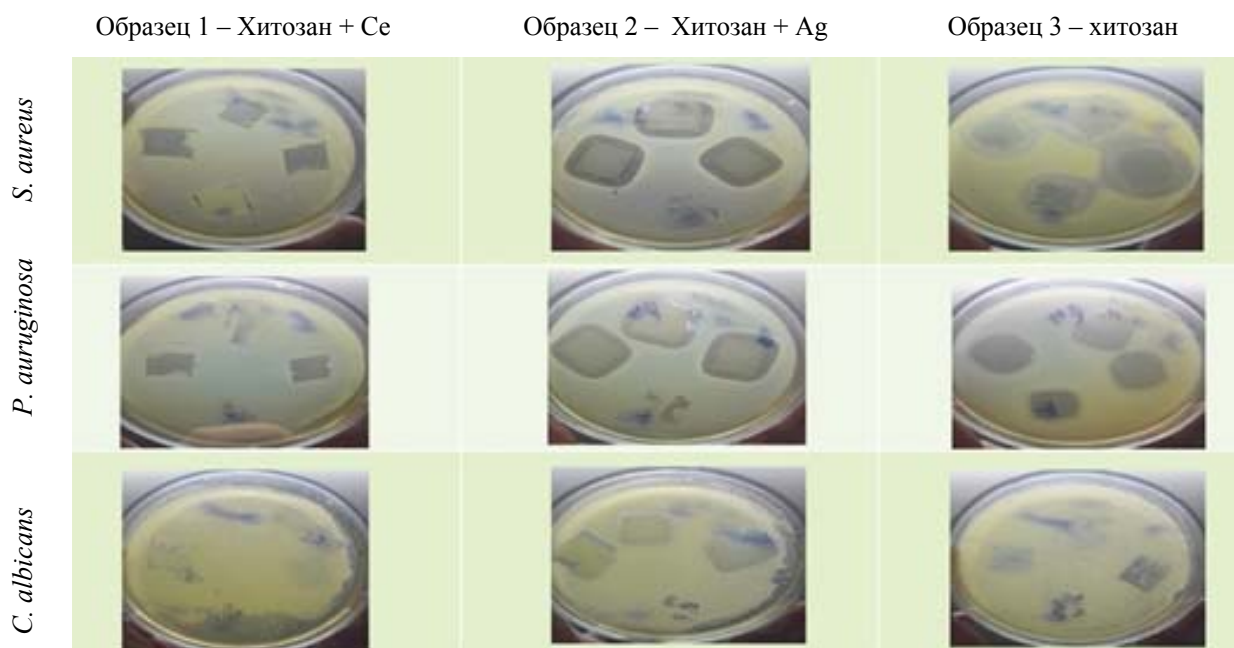 Образец 1 – Хитозан + Ce
Образец 2 – Хитозан + Ag
Образец 3 – хитозан
S. aureus
P. auruginosa
C. albicans